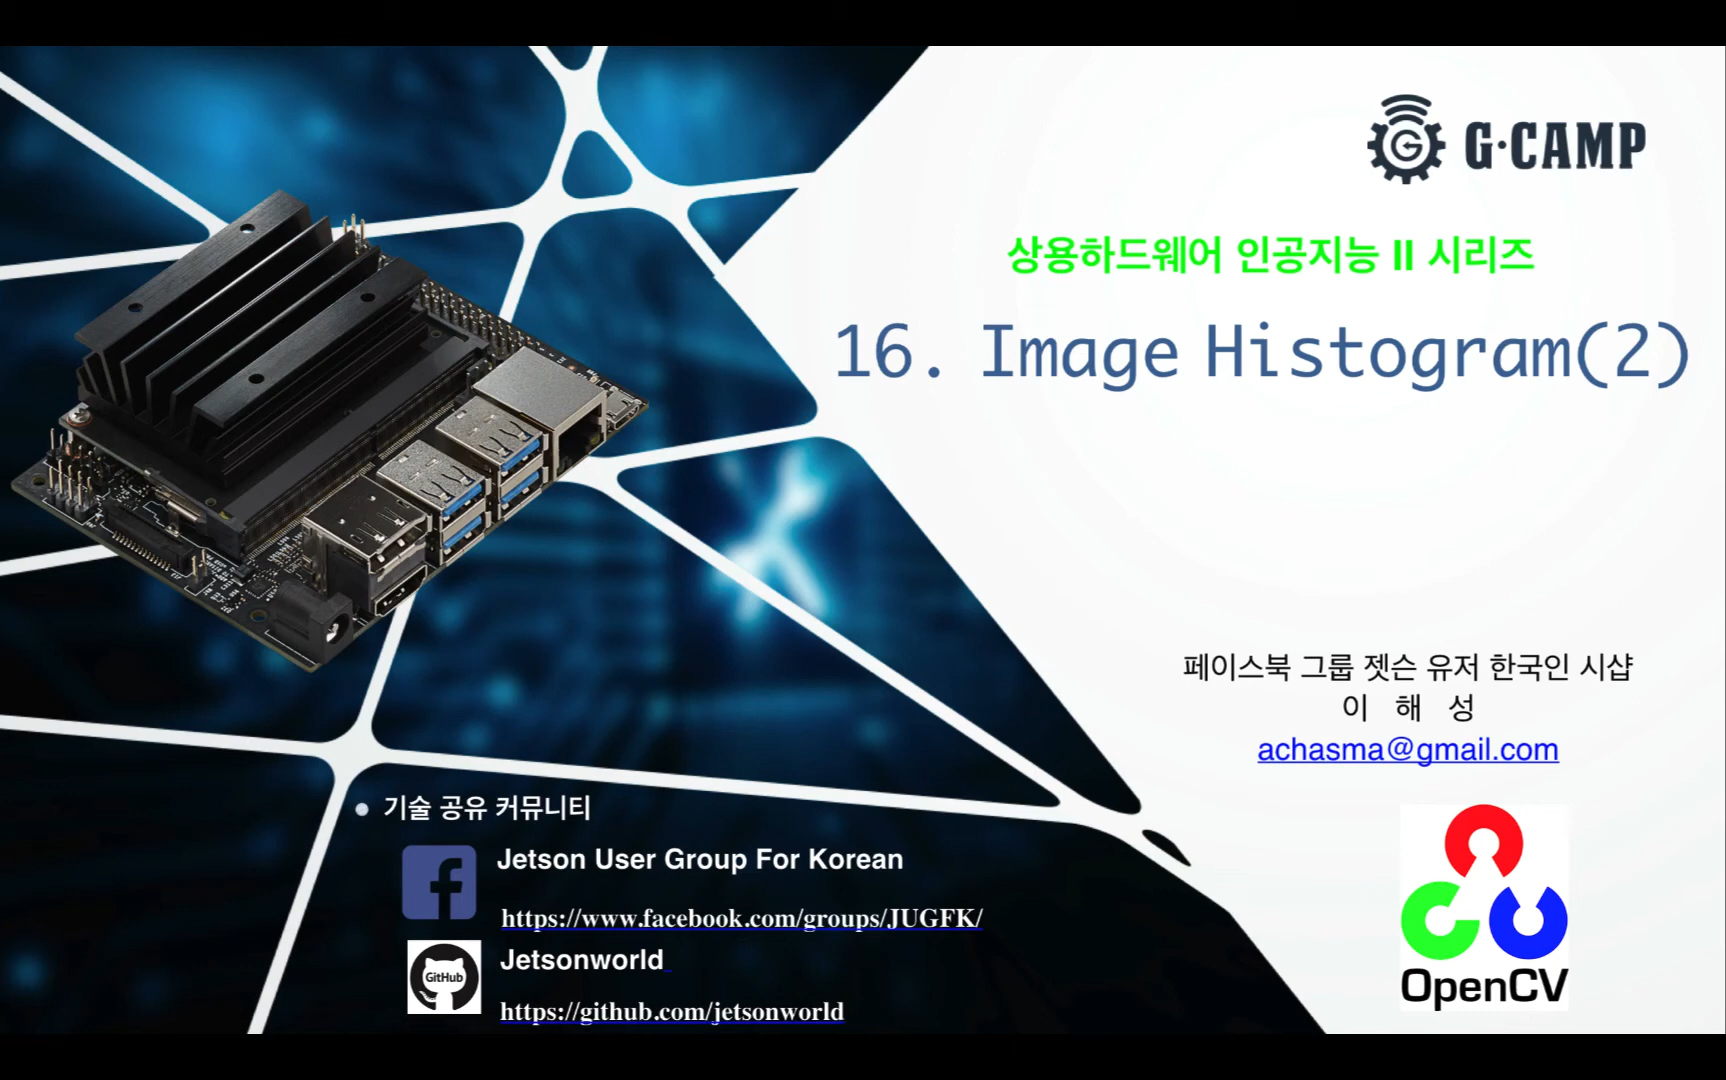 G·CAMP
상용하드웨어 인공지능 II 시리즈
16. Image Histogram(2)
페이스북 그룹 젯슨 유저 한국인 시샵
이 해 성
achasma@gmail.com
● 기술 공유 커뮤니티
Jetson User Group For Korean
https://www.facebook.com/groups/JUGFK/
GitHub
Jetsonworld
https://github.com/jetsonworld
OpenCV